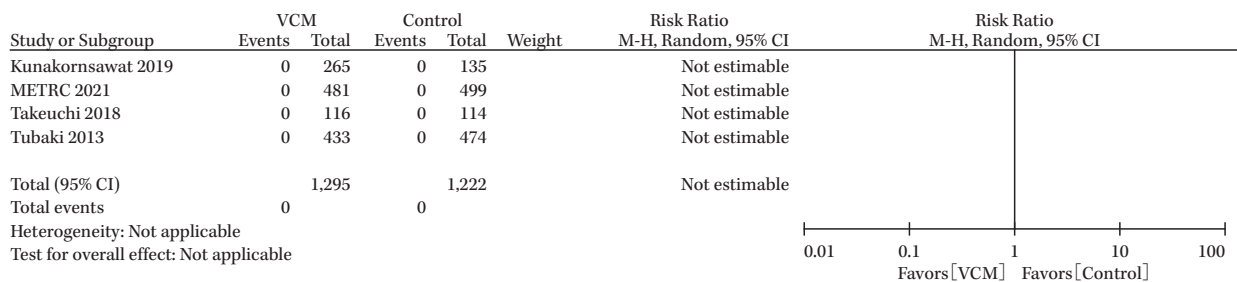 VCM Control Risk Ratio Risk Ratio
Study or Subgroup Events Total Events Total Weight M-H, Random, 95% CI M-H, Random, 95% CI
Kunakornsawat 2019 0 265 0 135 Not estimable
METRC 2021 0 481 0 499 Not estimable
Takeuchi 2018 0 116 0 114 Not estimable
Tubaki 2013 0 433 0 474 Not estimable
Total (95% CI) 1,295 1,222 Not estimable
Total events 0 0
Heterogeneity: Not applicable
Test for overall effect: Not applicable
0.01 0.1 1 10 100
Favors[VCM] Favors[Control]